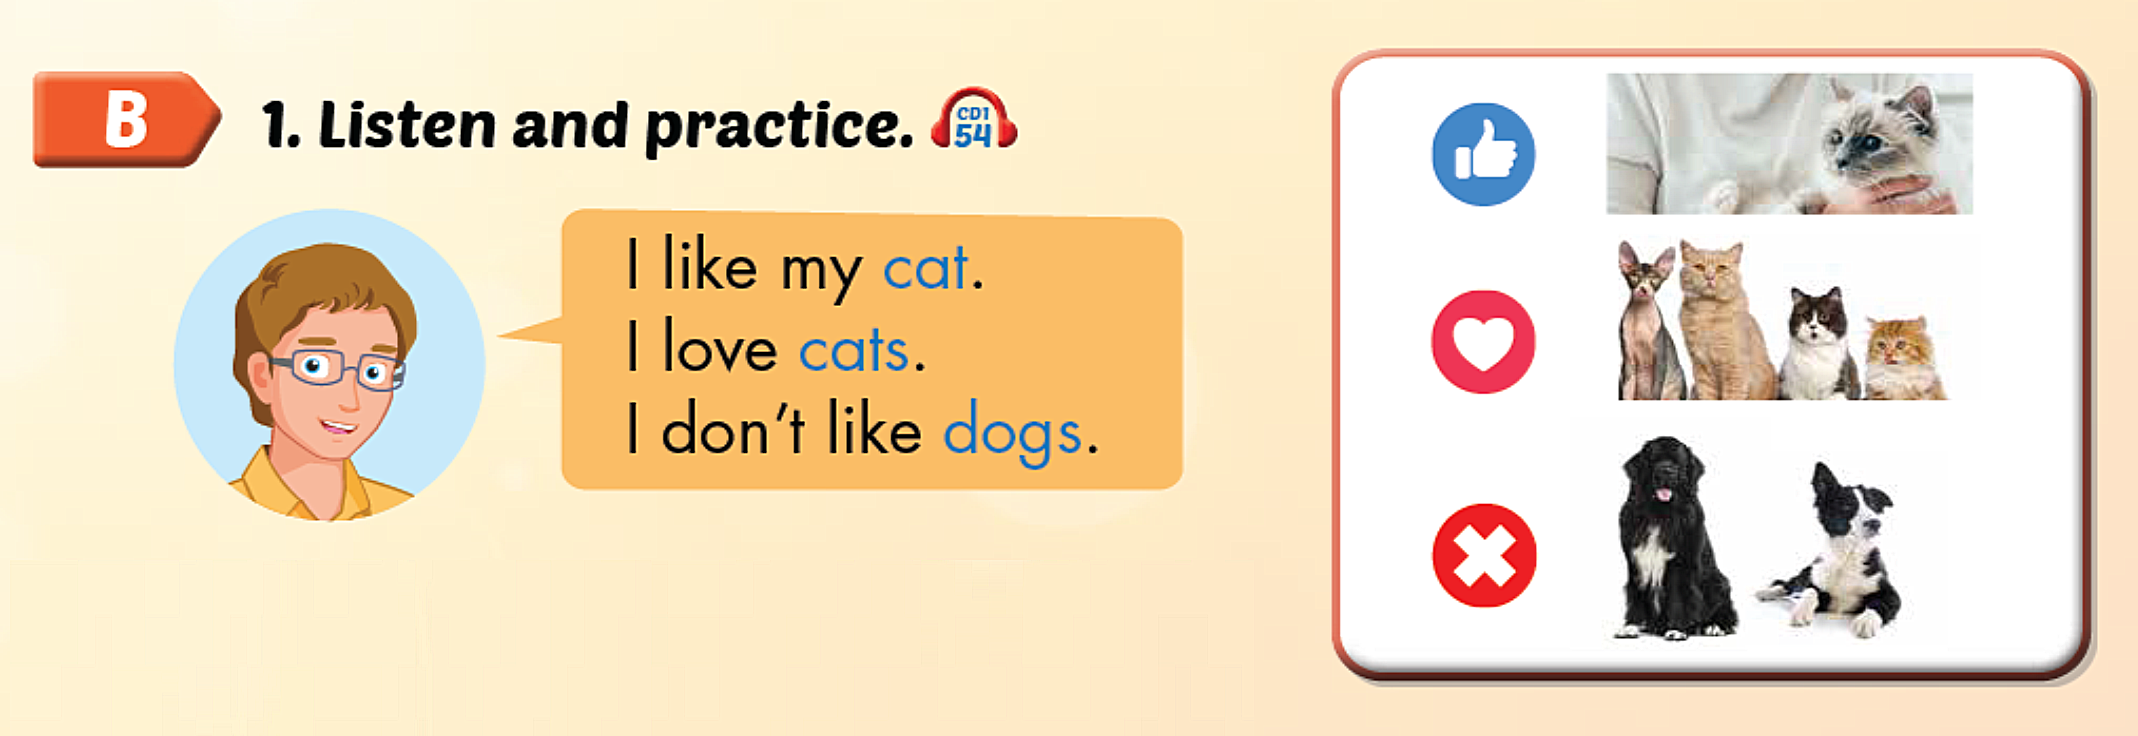 B
1. Listen and practice. CD1 54
I like my cat.
I love cats.
I don't like dogs.